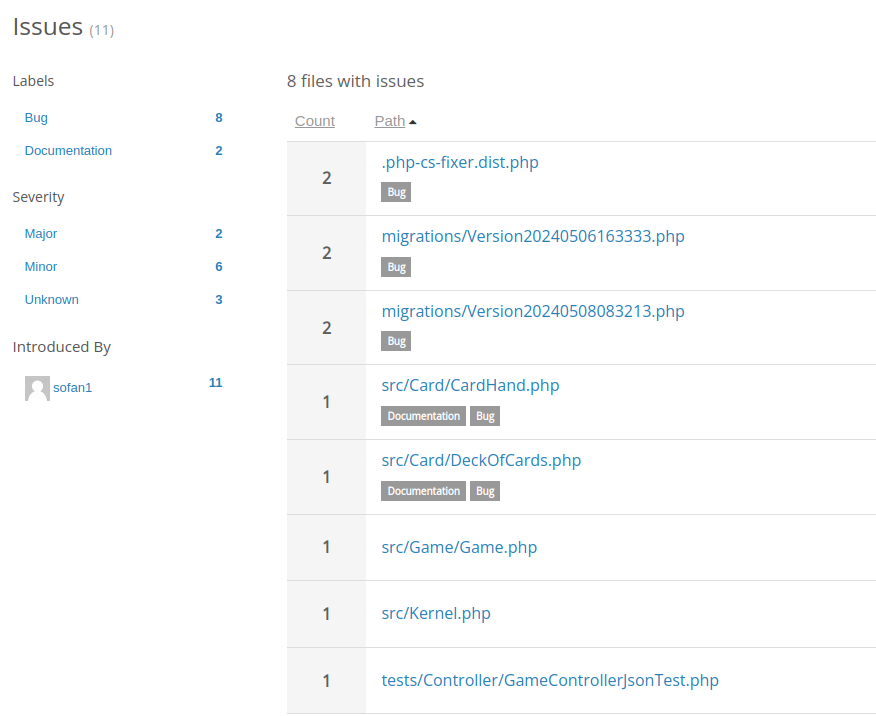 Issues (11)
Labels
Bug 8
Documentation 2
Severity
Major 2
Minor 6
Unknown 3
Introduced By
sofan1 11
8 files with issues
Count Path
2 .php-cs-fixer.dist.php
Bug
2 migrations/Version20240506163333.php
Bug
2 migrations/Version20240508083213.php
Bug
1 src/Card/CardHand.php
Documentation Bug
1 src/Card/DeckOfCards.php
Documentation Bug
1 src/Game/Game.php
1 src/Kernel.php
1 tests/Controller/GameControllerJsonTest.php